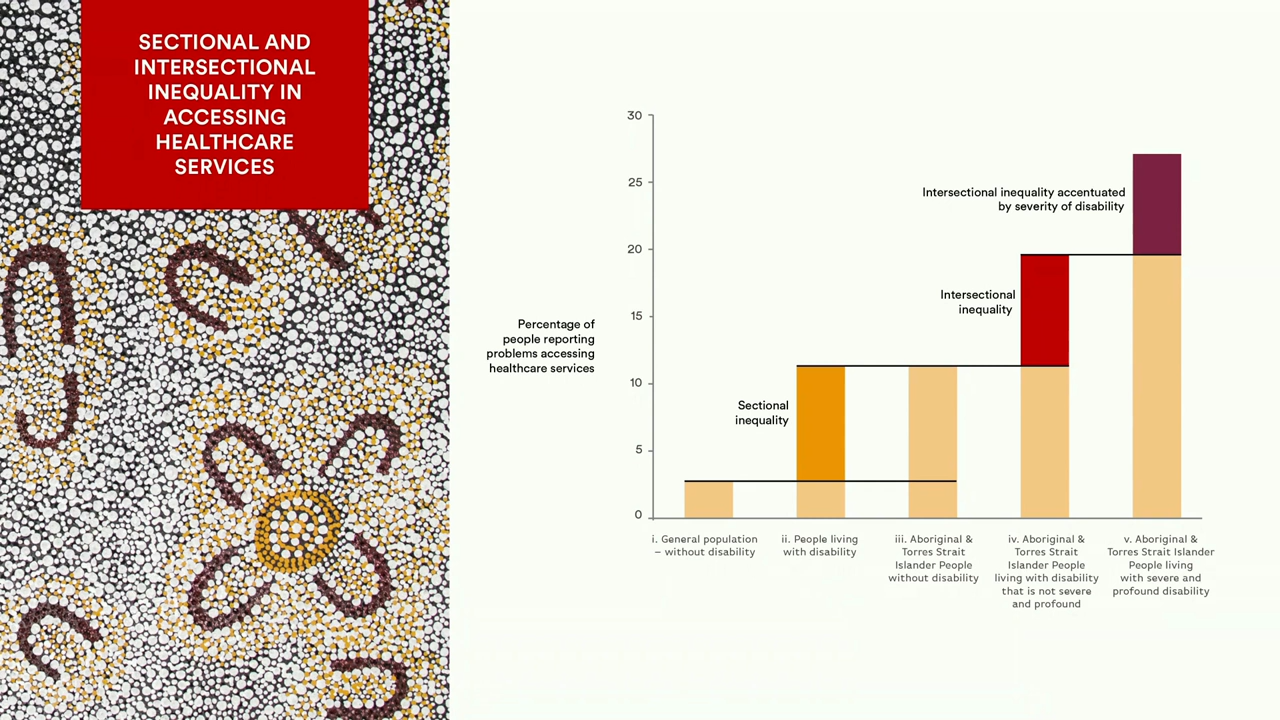 SECTIONAL AND
INTERSECTIONAL
INEQUALITY IN
ACCESSING
HEALTHCARE
SERVICES
Percentage of
people reporting
problems accessing
healthcare services
30
25
20
15
10
5
0
Sectional
inequality
Intersectional
inequality
Intersectional inequality accentuated
by severity of disability
i. General population
– without disability
ii. People living
with disability
iii. Aboriginal &
Torres Strait
Islander People
without disability
iv. Aboriginal &
Torres Strait
Islander People
living with disability
that is not severe
and profound
v. Aboriginal &
Torres Strait Islander
People living
with severe and
profound disability